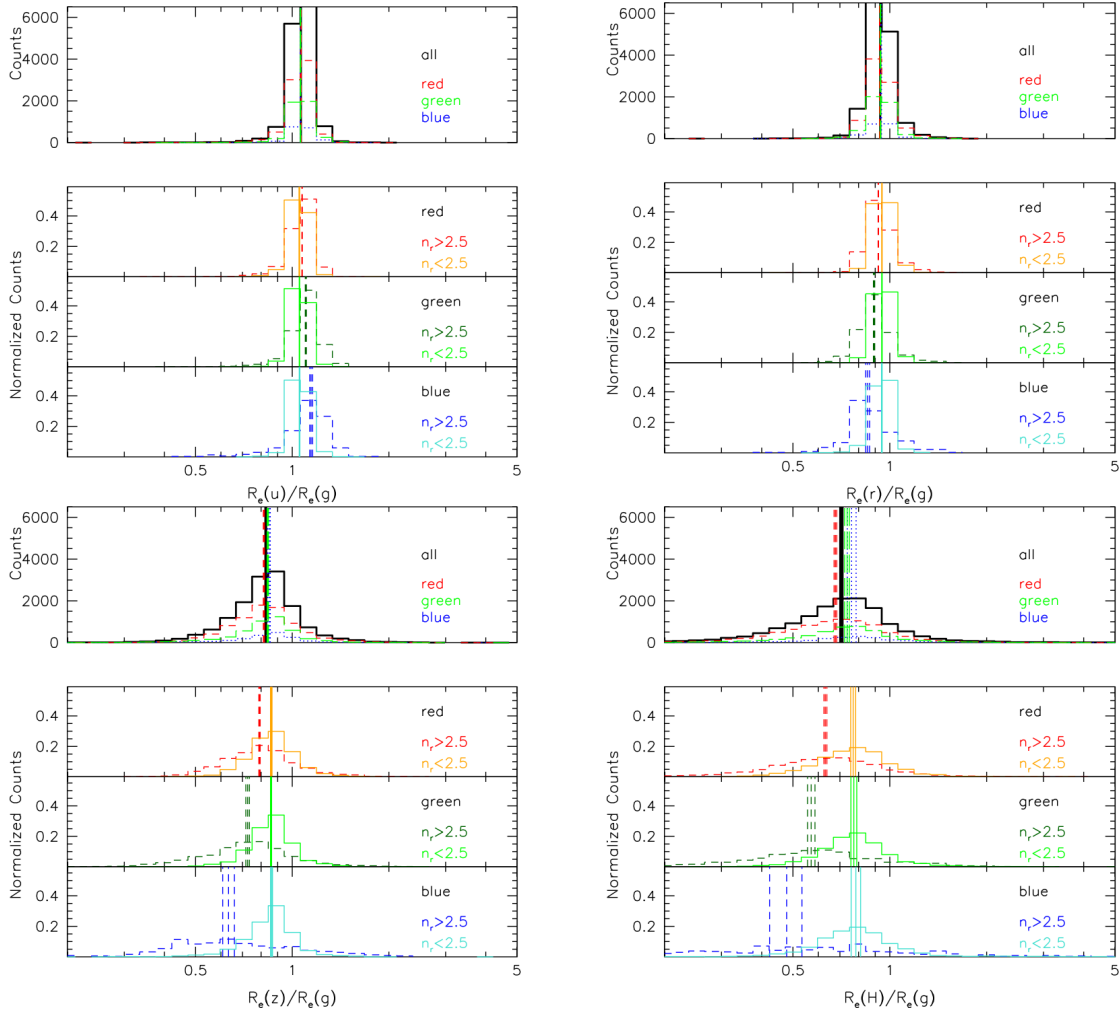 6000
4000
2000
0
Counts
all
red
green
blue
0.4
0.2
red
n_r>2.5
n_r<2.5
0.4
0.2
Normalized Counts
green
n_r>2.5
n_r<2.5
0.4
0.2
blue
n_r>2.5
n_r<2.5
0.5 1 5
R_e(u)/R_e(g)
6000
4000
2000
0
Counts
all
red
green
blue
0.4
0.2
red
n_r>2.5
n_r<2.5
0.4
0.2
Normalized Counts
green
n_r>2.5
n_r<2.5
0.4
0.2
blue
n_r>2.5
n_r<2.5
0.5 1 5
R_e(r)/R_e(g)
6000
4000
2000
0
Counts
all
red
green
blue
0.4
0.2
red
n_r>2.5
n_r<2.5
0.4
0.2
Normalized Counts
green
n_r>2.5
n_r<2.5
0.4
0.2
blue
n_r>2.5
n_r<2.5
0.5 1 5
R_e(z)/R_e(g)
6000
4000
2000
0
Counts
all
red
green
blue
0.4
0.2
red
n_r>2.5
n_r<2.5
0.4
0.2
Normalized Counts
green
n_r>2.5
n_r<2.5
0.4
0.2
blue
n_r>2.5
n_r<2.5
0.5 1 5
R_e(H)/R_e(g)